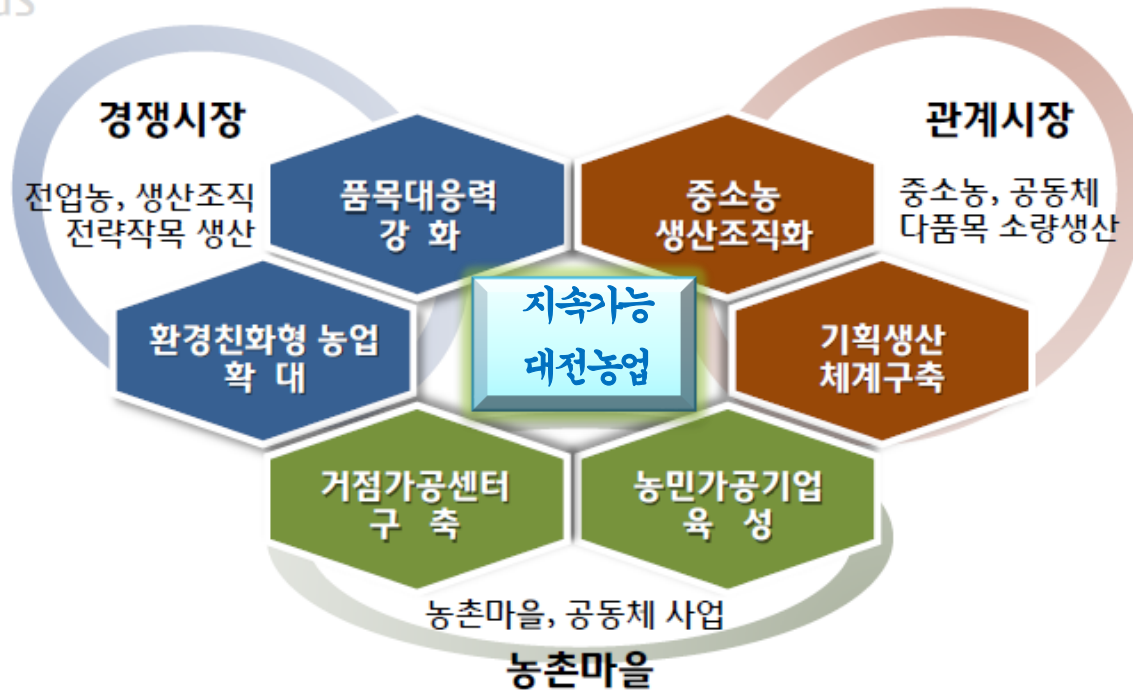 경쟁시장
전업농, 생산조직
전략작목 생산
품목대응력
강 화
환경친화형 농업
확 대
중소농
생산조직화
관계시장
중소농, 공동체
다품목 소량생산
기획생산
체계구축
지속가능
대전농업
거점가공센터
구 축
농민가공기업
육 성
농촌마을, 공동체 사업
농촌마을